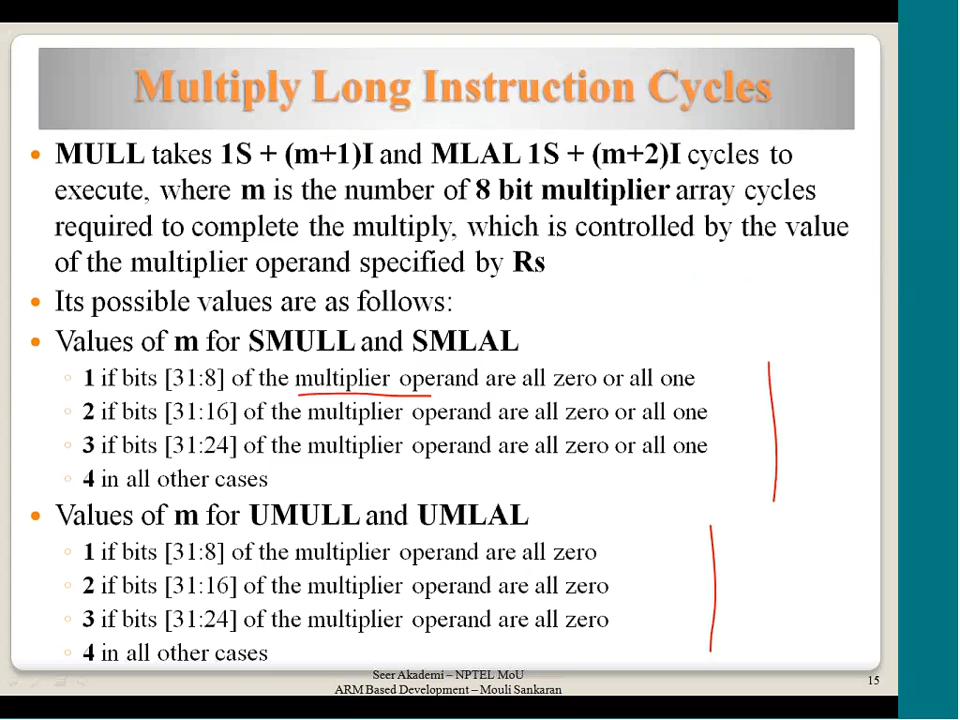 Multiply Long Instruction Cycles
• MULL takes 1S + (m+1)I and MLAL 1S + (m+2)I cycles to
execute, where m is the number of 8 bit multiplier array cycles
required to complete the multiply, which is controlled by the value
of the multiplier operand specified by Rs
• Its possible values are as follows:
• Values of m for SMULL and SMLAL
◦ 1 if bits [31:8] of the multiplier operand are all zero or all one
◦ 2 if bits [31:16] of the multiplier operand are all zero or all one
◦ 3 if bits [31:24] of the multiplier operand are all zero or all one
◦ 4 in all other cases
• Values of m for UMULL and UMLAL
◦ 1 if bits [31:8] of the multiplier operand are all zero
◦ 2 if bits [31:16] of the multiplier operand are all zero
◦ 3 if bits [31:24] of the multiplier operand are all zero
◦ 4 in all other cases
Seer Akademi – NPTEL MoU
ARM Based Development – Mouli Sankaran
15